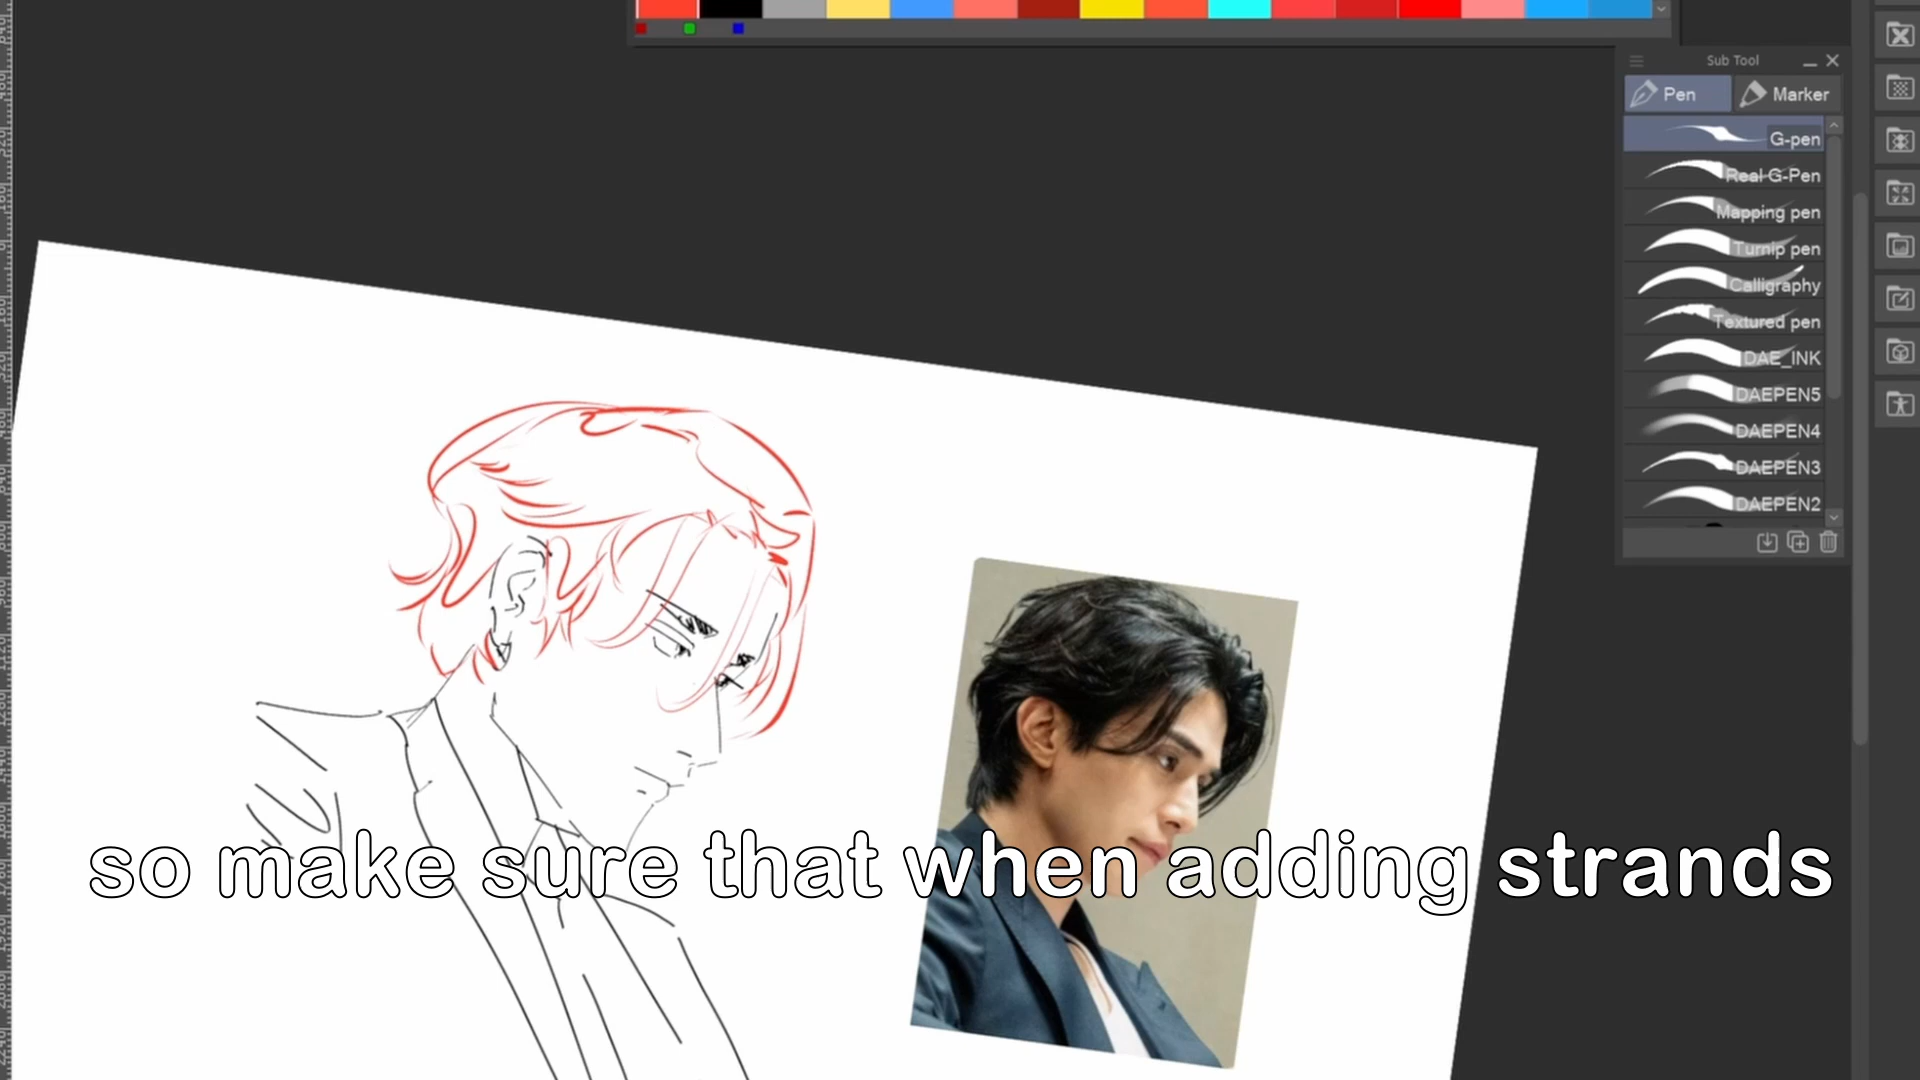 Sub Tool
Pen
Marker
G-pen
Real G-Pen
Mapping pen
Turnip pen
Calligraphy
Textured pen
DAE_INK
DAEPEN5
DAEPEN4
DAEPEN3
DAEPEN2
so make sure that when adding strands